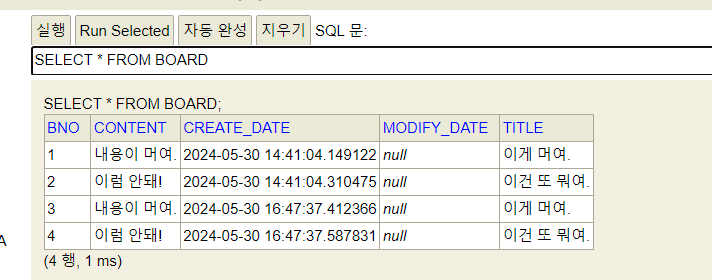 실행 Run Selected 자동 완성 지우기 SQL 문:
SELECT * FROM BOARD
SELECT * FROM BOARD;
BNO CONTENT CREATE_DATE MODIFY_DATE TITLE
1 내용이 머여. 2024-05-30 14:41:04.149122 null 이게 머여.
2 이럼 안돼! 2024-05-30 14:41:04.310475 null 이건 또 뭐여.
3 내용이 머여. 2024-05-30 16:47:37.412366 null 이게 머여.
4 이럼 안돼! 2024-05-30 16:47:37.587831 null 이건 또 뭐여.
A
(4 행, 1 ms)